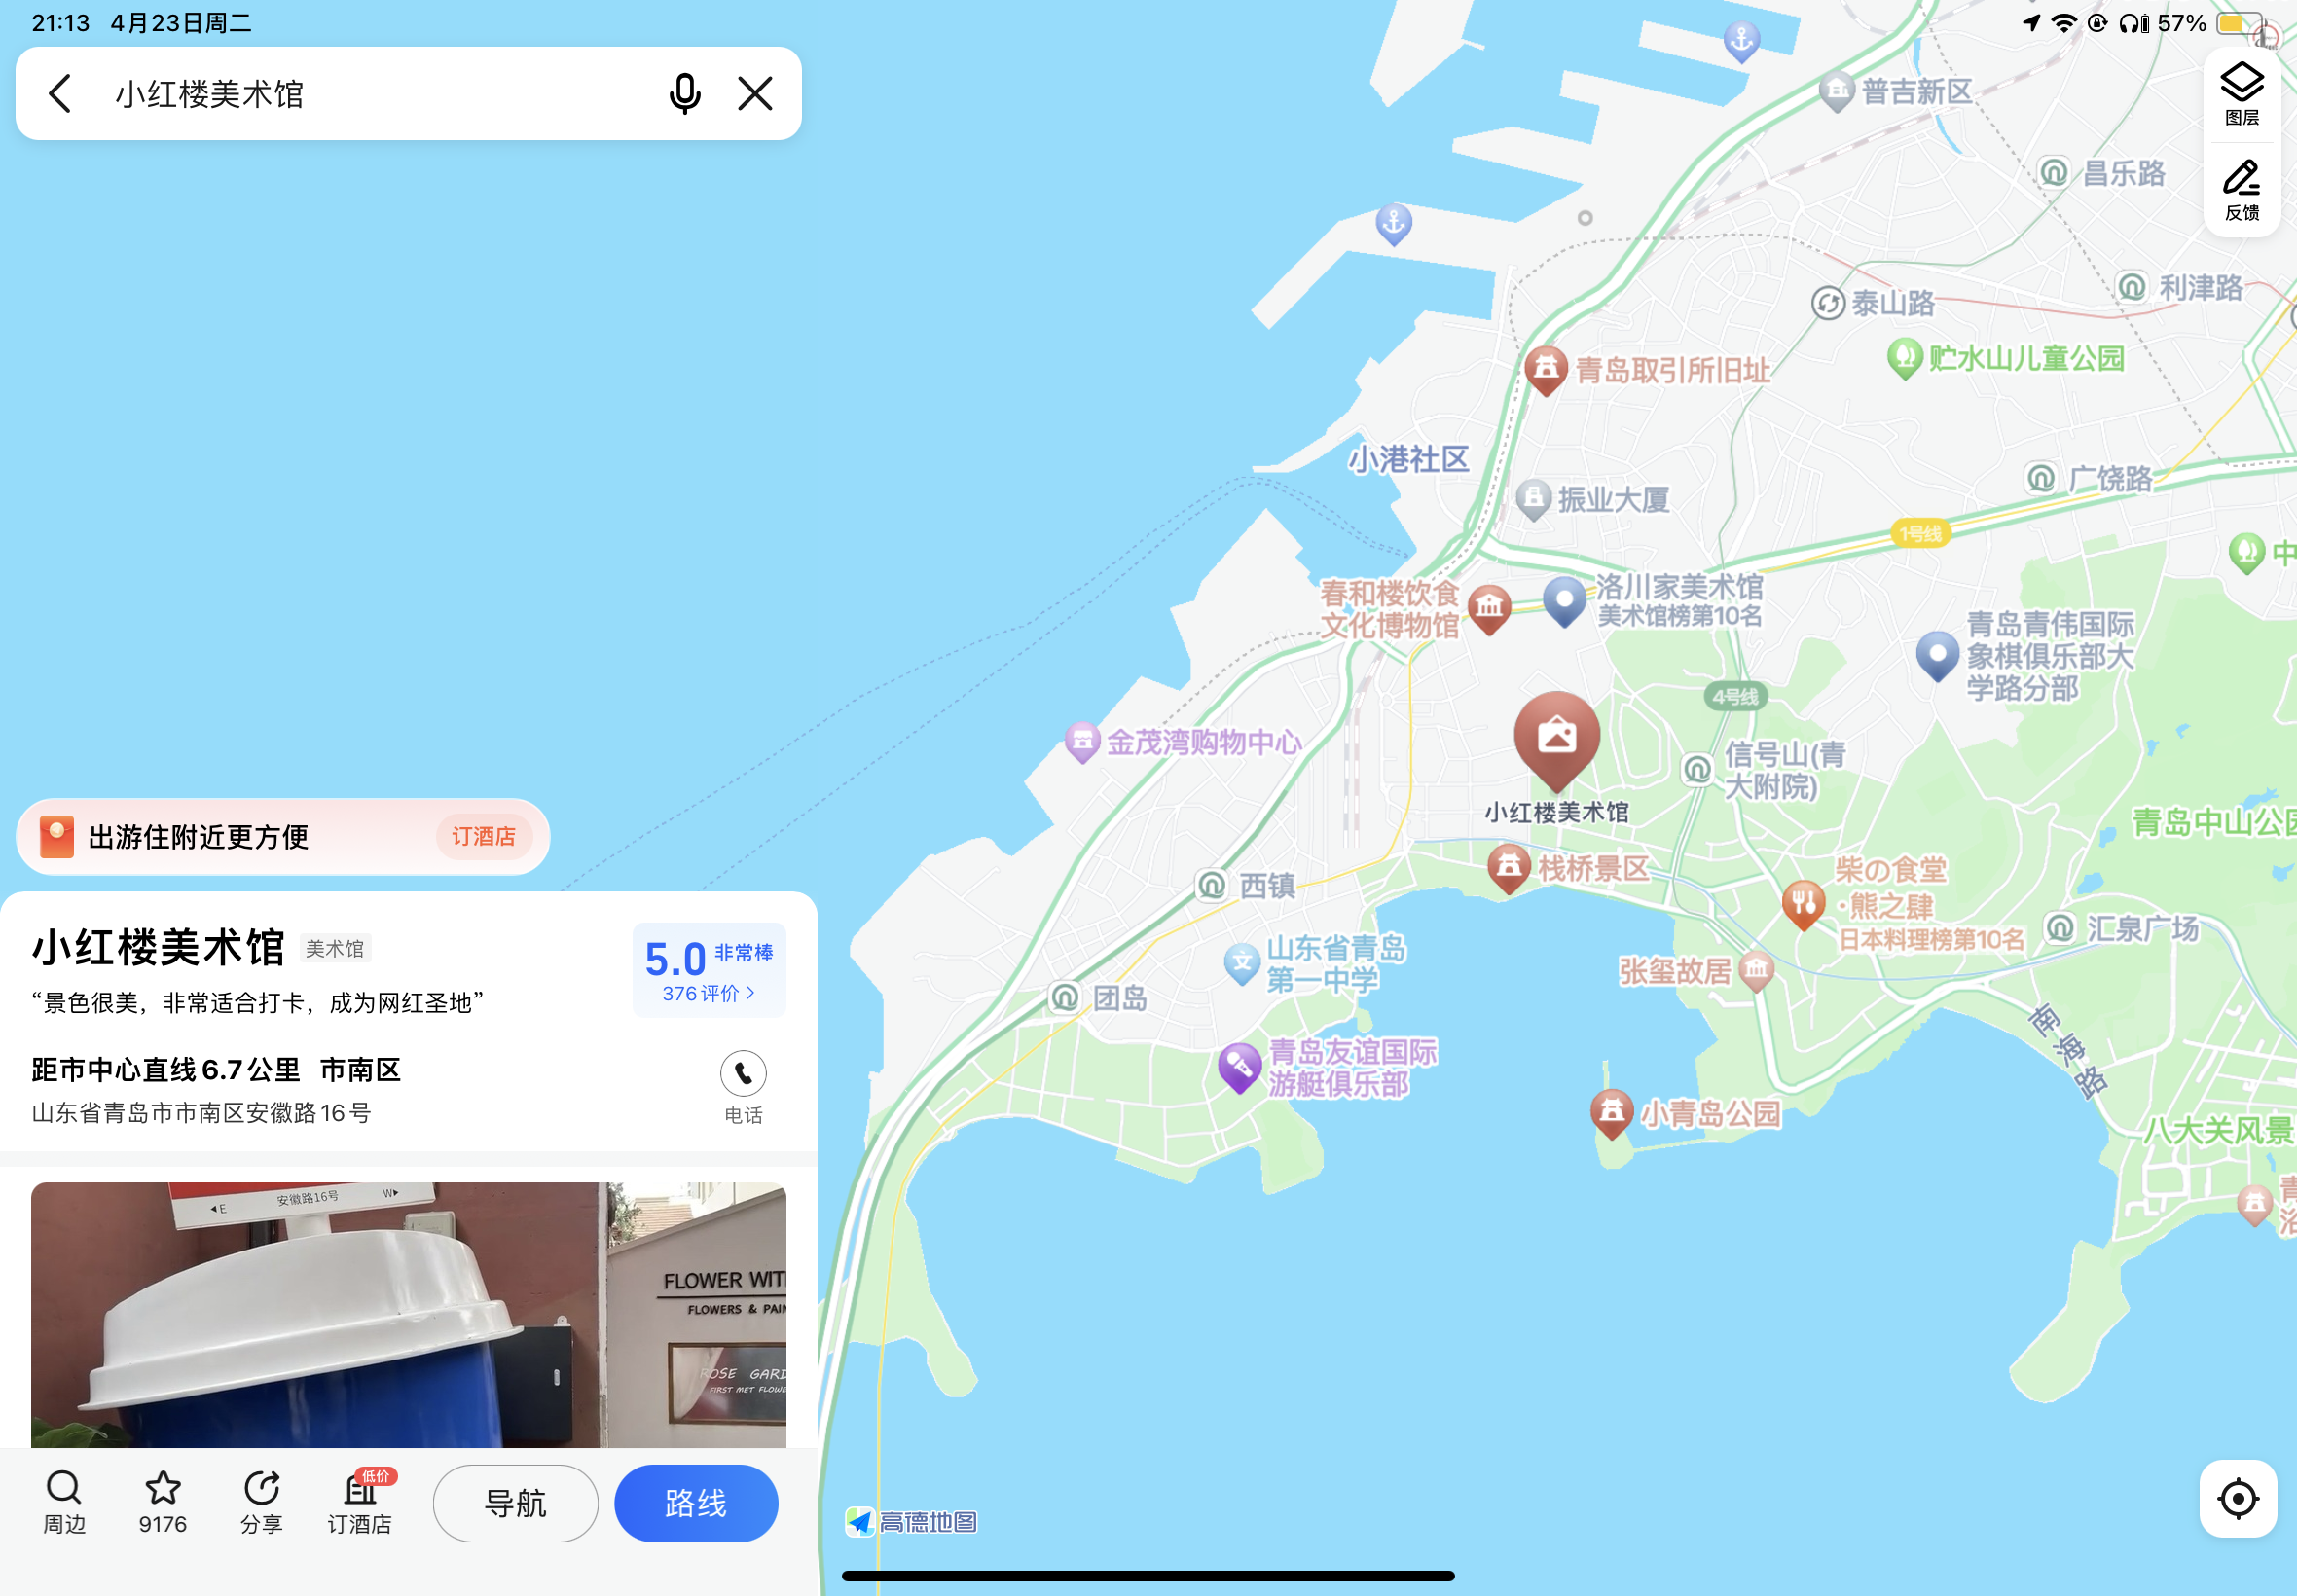 21:13 4月23日周二
57%
小红楼美术馆
图层
反馈
普吉新区
昌乐路
利津路
泰山路
青岛取引所旧址
贮水山儿童公园
小港社区
振业大厦
广饶路
1号线
中
春和楼饮食
文化博物馆
洛川家美术馆
美术馆榜第10名
青岛青伟国际
象棋俱乐部大
学路分部
4号线
金茂湾购物中心
信号山(青
大附院)
小红楼美术馆
青岛中山公园
栈桥景区
西镇
柴の食堂
·熊之肆
日本料理榜第10名
汇泉广场
山东省青岛
第一中学
张玺故居
团岛
南海路
青岛友谊国际
游艇俱乐部
小青岛公园
八大关风景
青
浴
高德地图
出游住附近更方便
订酒店
小红楼美术馆 美术馆
5.0 非常棒
376评价 >
“景色很美，非常适合打卡，成为网红圣地”
距市中心直线6.7公里 市南区
山东省青岛市市南区安徽路16号
电话
◀E 安徽路16号 W▶
FLOWER WIT
FLOWERS & PAIN
ROSE GARD
FIRST MET FLOWE
周边
9176
分享
低价
订酒店
导航
路线